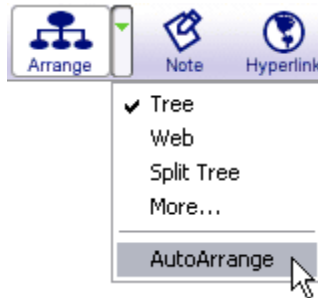 Arrange Note Hyperlink
Tree
Web
Split Tree
More...
AutoArrange